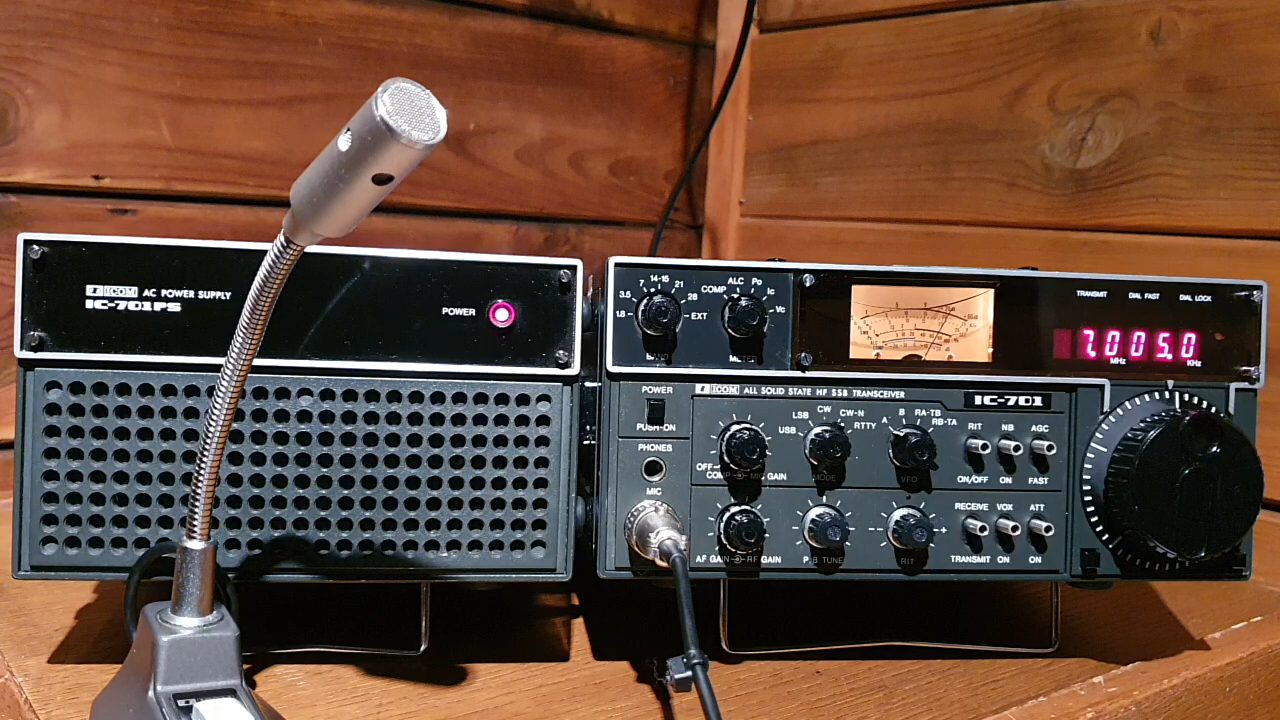 ICOM AC POWER SUPPLY
IC-701PS
POWER
1.8 3.5 7 14-15 21 28 EXT
BAND
COMP ALC Po Ic Vc
METER
TRANSMIT DIAL FAST DIAL LOCK
7.005.0
MHz KHz
POWER
PUSH-ON
PHONES
MIC
ICOM ALL SOLID STATE HF SSB TRANSCEIVER
IC-701
OFF
COMP MIC GAIN
USB LSB CW CW-N RTTY
MODE
A B RA-TB RB-TA
VFO
RIT NB AGC
ON/OFF ON FAST
AF GAIN RF GAIN
P.B.TUNE
- +
RIT
RECEIVE VOX ATT
TRANSMIT ON ON